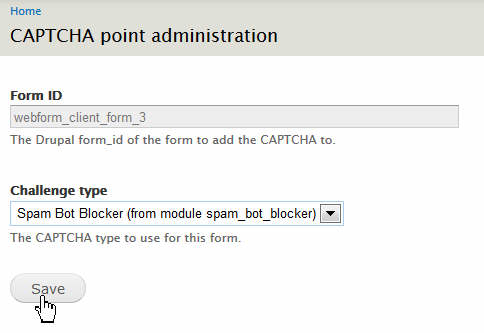 Home
CAPTCHA point administration
Form ID
webform_client_form_3
The Drupal form_id of the form to add the CAPTCHA to.
Challenge type
Spam Bot Blocker (from module spam_bot_blocker)
The CAPTCHA type to use for this form.
Save